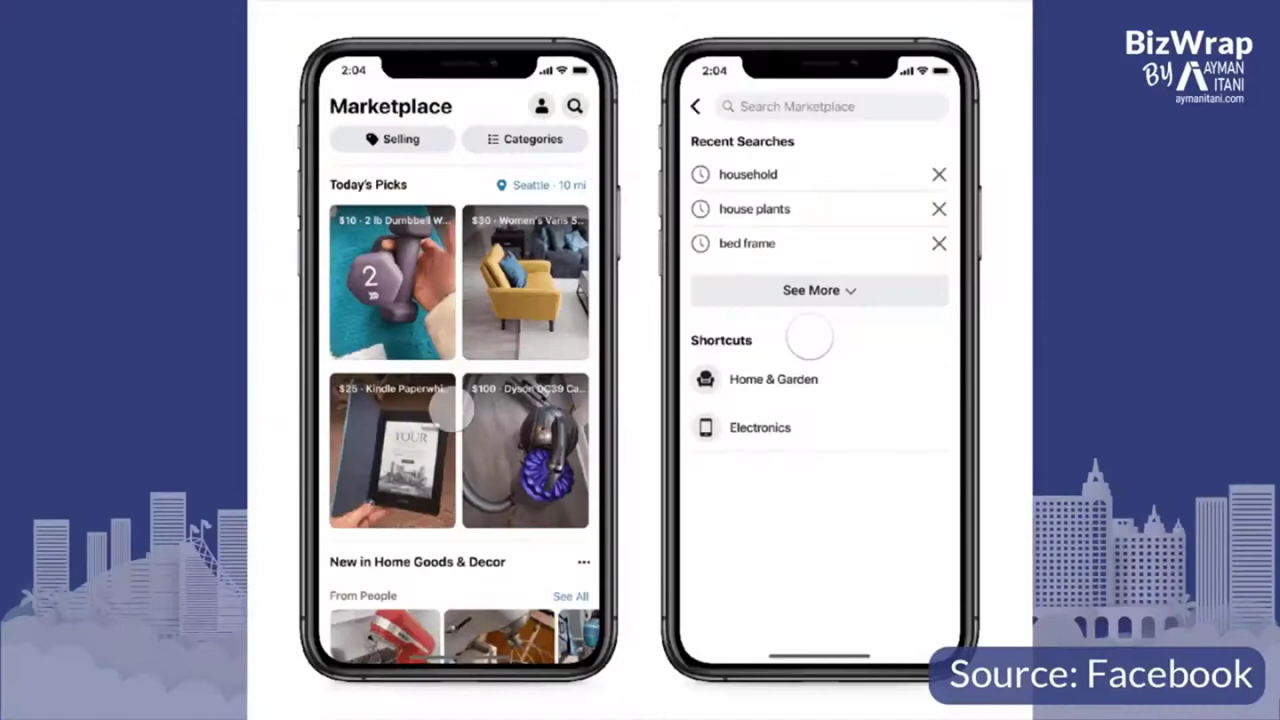 BizWrap
BY AYMAN
ITANI
aymanitani.com
2:04
Marketplace
Selling
Categories
Today's Picks
Seattle · 10 mi
$10 · 2 lb Dumbbell W...
$30 · Women's Vans S...
2
$25 · Kindle Paperwhi...
$100 · Dyson DC39 Ca...
New in Home Goods & Decor
From People
See All
2:04
Search Marketplace
Recent Searches
household
house plants
bed frame
See More
Shortcuts
Home & Garden
Electronics
Source: Facebook